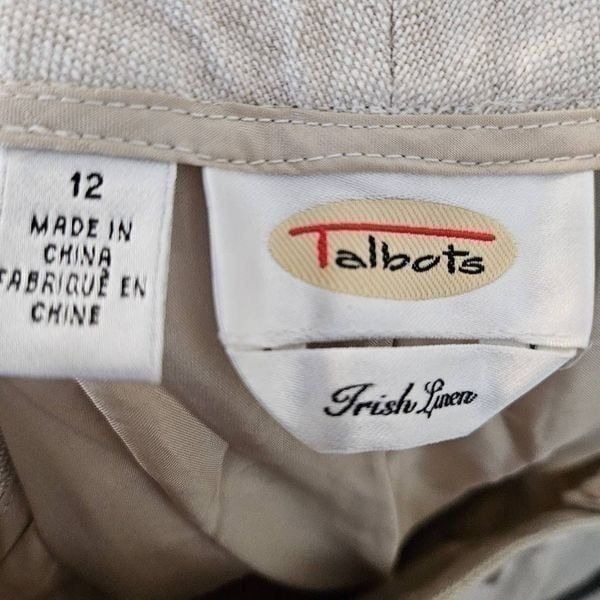 12
MADE IN
CHINA
FABRIQUÉ EN
CHINE
Talbots
Irish Linen